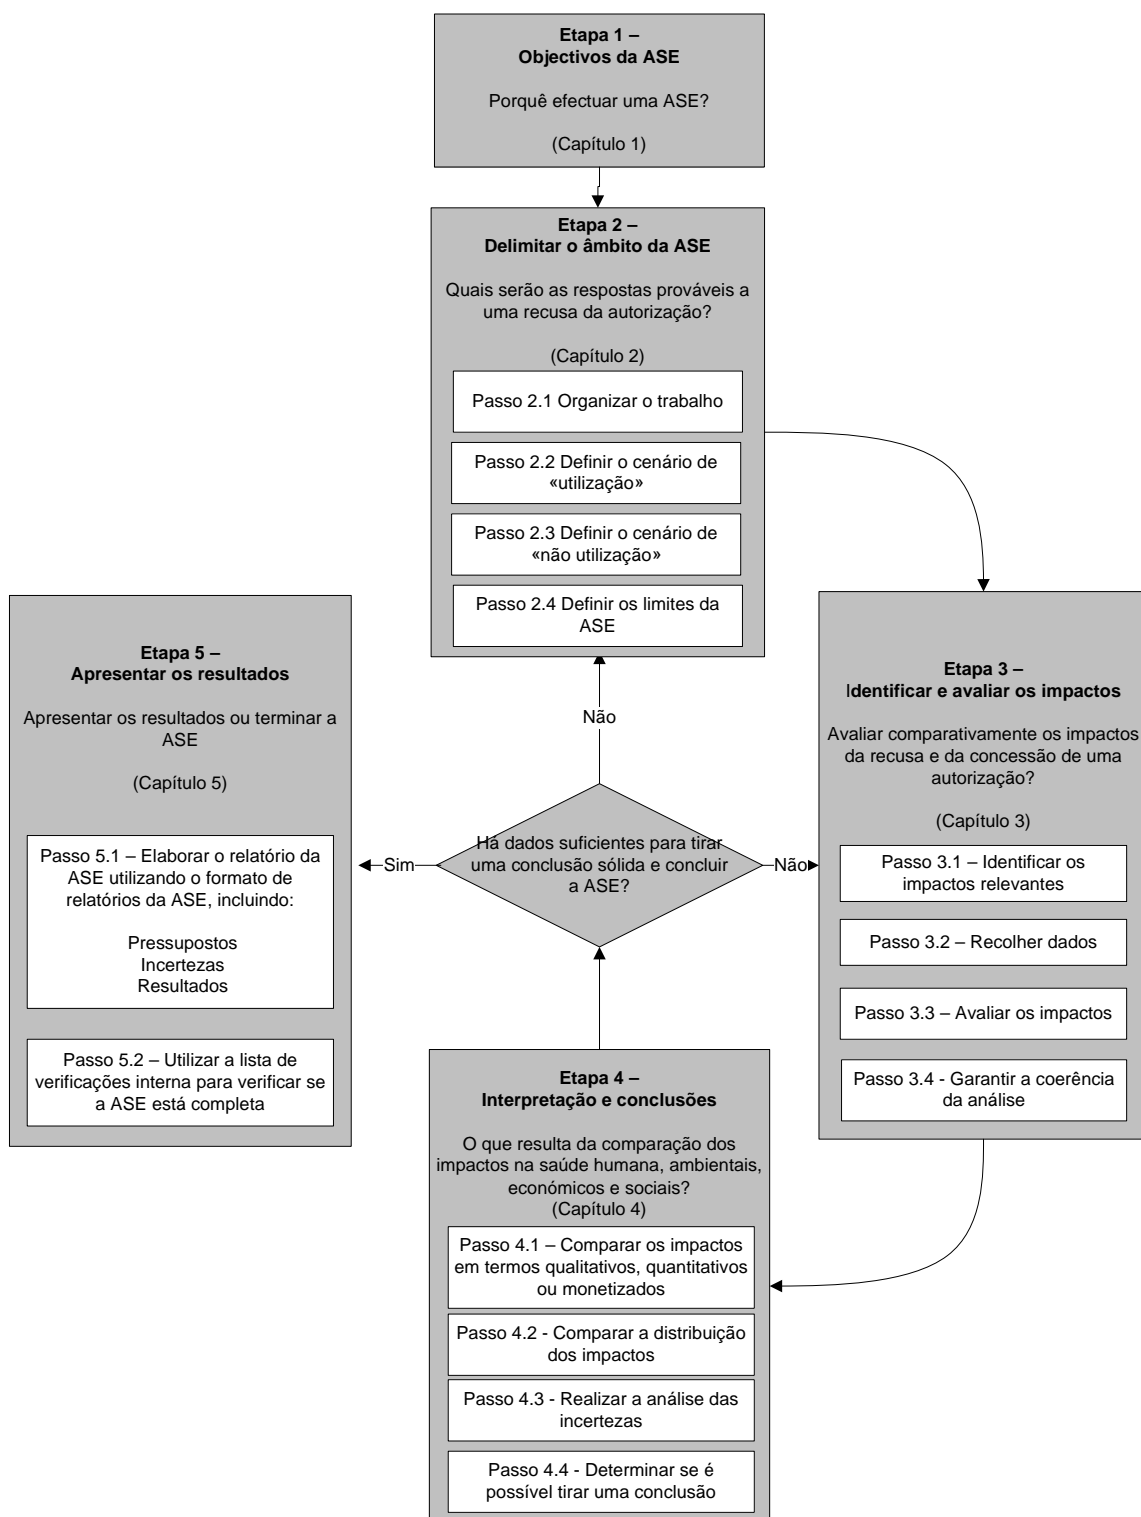 Etapa 1 –
Objectivos da ASE
Porquê efectuar uma ASE?
(Capítulo 1)
Etapa 2 –
Delimitar o âmbito da ASE
Quais serão as respostas prováveis a
uma recusa da autorização?
(Capítulo 2)
Passo 2.1 Organizar o trabalho
Passo 2.2 Definir o cenário de
«utilização»
Passo 2.3 Definir o cenário de
«não utilização»
Passo 2.4 Definir os limites da
ASE
Etapa 3 –
Identificar e avaliar os impactos
Avaliar comparativamente os impactos
da recusa e da concessão de uma
autorização?
(Capítulo 3)
Passo 3.1 – Identificar os
impactos relevantes
Passo 3.2 – Recolher dados
Passo 3.3 – Avaliar os impactos
Passo 3.4 - Garantir a coerência
da análise
Etapa 4 –
Interpretação e conclusões
O que resulta da comparação dos
impactos na saúde humana, ambientais,
económicos e sociais?
(Capítulo 4)
Passo 4.1 – Comparar os impactos
em termos qualitativos, quantitativos
ou monetizados
Passo 4.2 - Comparar a distribuição
dos impactos
Passo 4.3 - Realizar a análise das
incertezas
Passo 4.4 - Determinar se é
possível tirar uma conclusão
Há dados suficientes para tirar
uma conclusão sólida e concluir
a ASE?
Não
Não
Sim
Etapa 5 –
Apresentar os resultados
Apresentar os resultados ou terminar a
ASE
(Capítulo 5)
Passo 5.1 – Elaborar o relatório da
ASE utilizando o formato de
relatórios da ASE, incluindo:
Pressupostos
Incertezas
Resultados
Passo 5.2 – Utilizar a lista de
verificações interna para verificar se
a ASE está completa